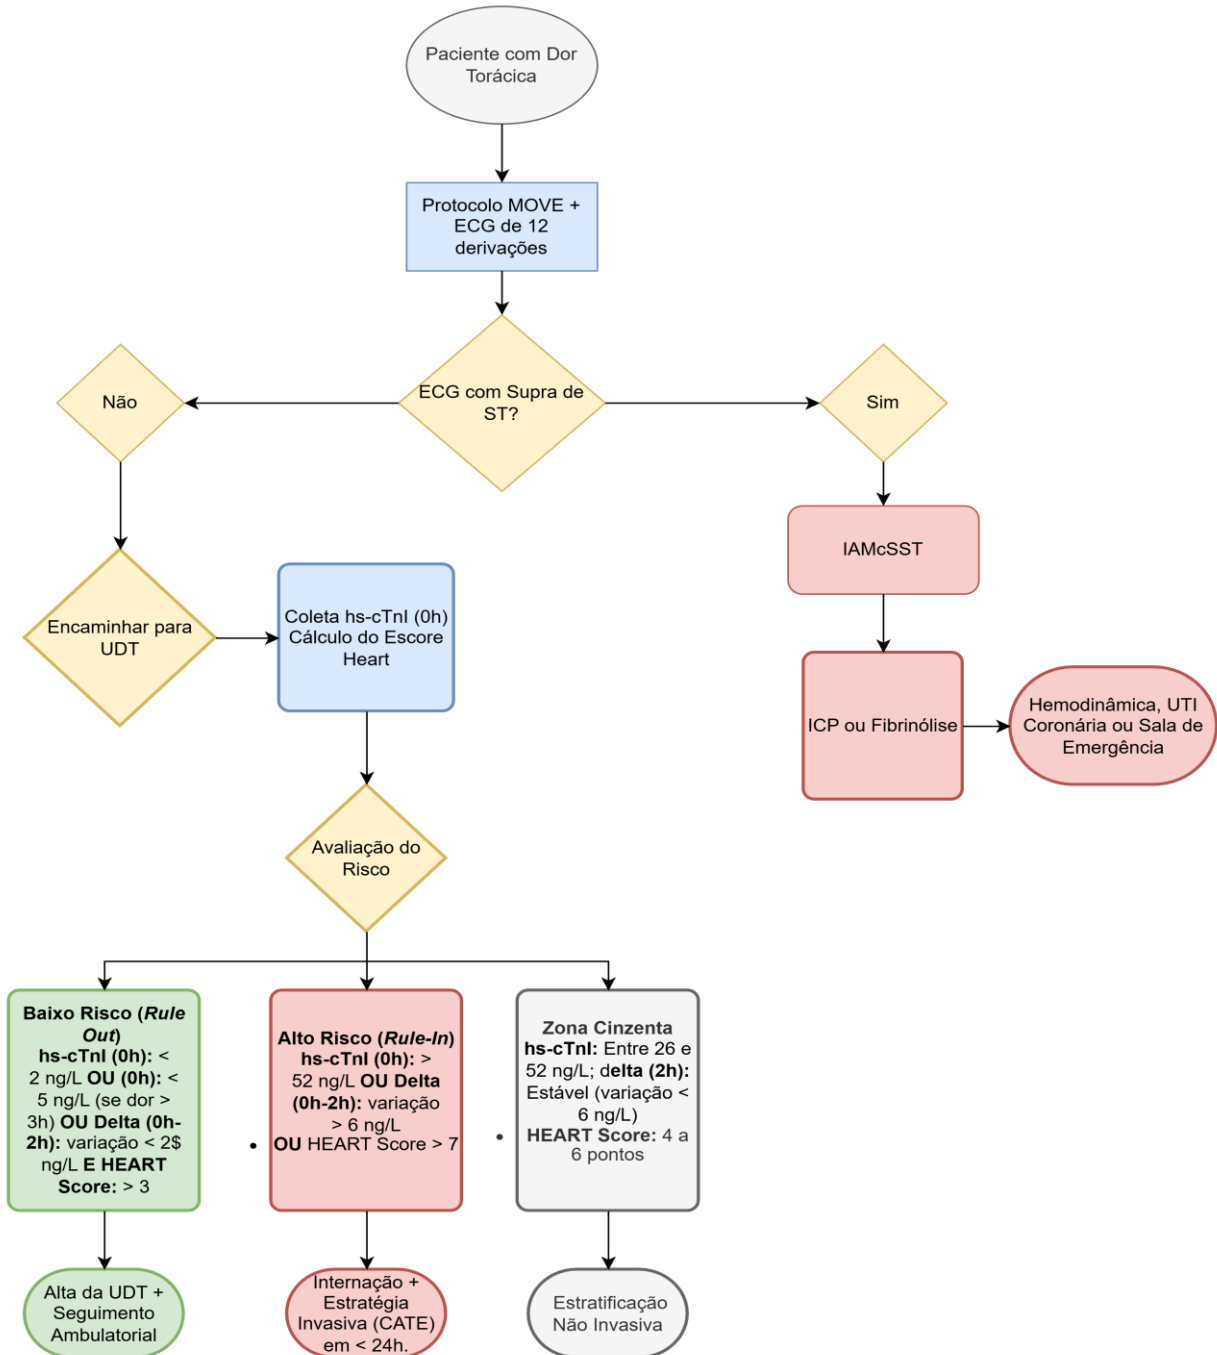 Paciente com Dor
Torácica
Protocolo MOVE +
ECG de 12
derivações
ECG com Supra de
ST?
Não
Sim
IAMcSST
Encaminhar para
UDT
Coleta hs-cTnI (0h)
Cálculo do Escore
Heart
ICP ou Fibrinólise
Hemodinâmica, UTI
Coronária ou Sala de
Emergência
Avaliação do
Risco
Baixo Risco (Rule
Out)
hs-cTnI (0h): <
2 ng/L OU (0h): <
5 ng/L (se dor >
3h) OU Delta (0h-
2h): variação < 2$
ng/L E HEART
Score: > 3
Alto Risco (Rule-In)
hs-cTnI (0h): >
52 ng/L OU Delta
(0h-2h): variação
> 6 ng/L
OU HEART Score > 7
Zona Cinzenta
hs-cTnI: Entre 26 e
52 ng/L; delta (2h):
Estável (variação <
6 ng/L)
HEART Score: 4 a
6 pontos
Alta da UDT +
Seguimento
Ambulatorial
Internação +
Estratégia
Invasiva (CATE)
em < 24h.
Estratificação
Não Invasiva